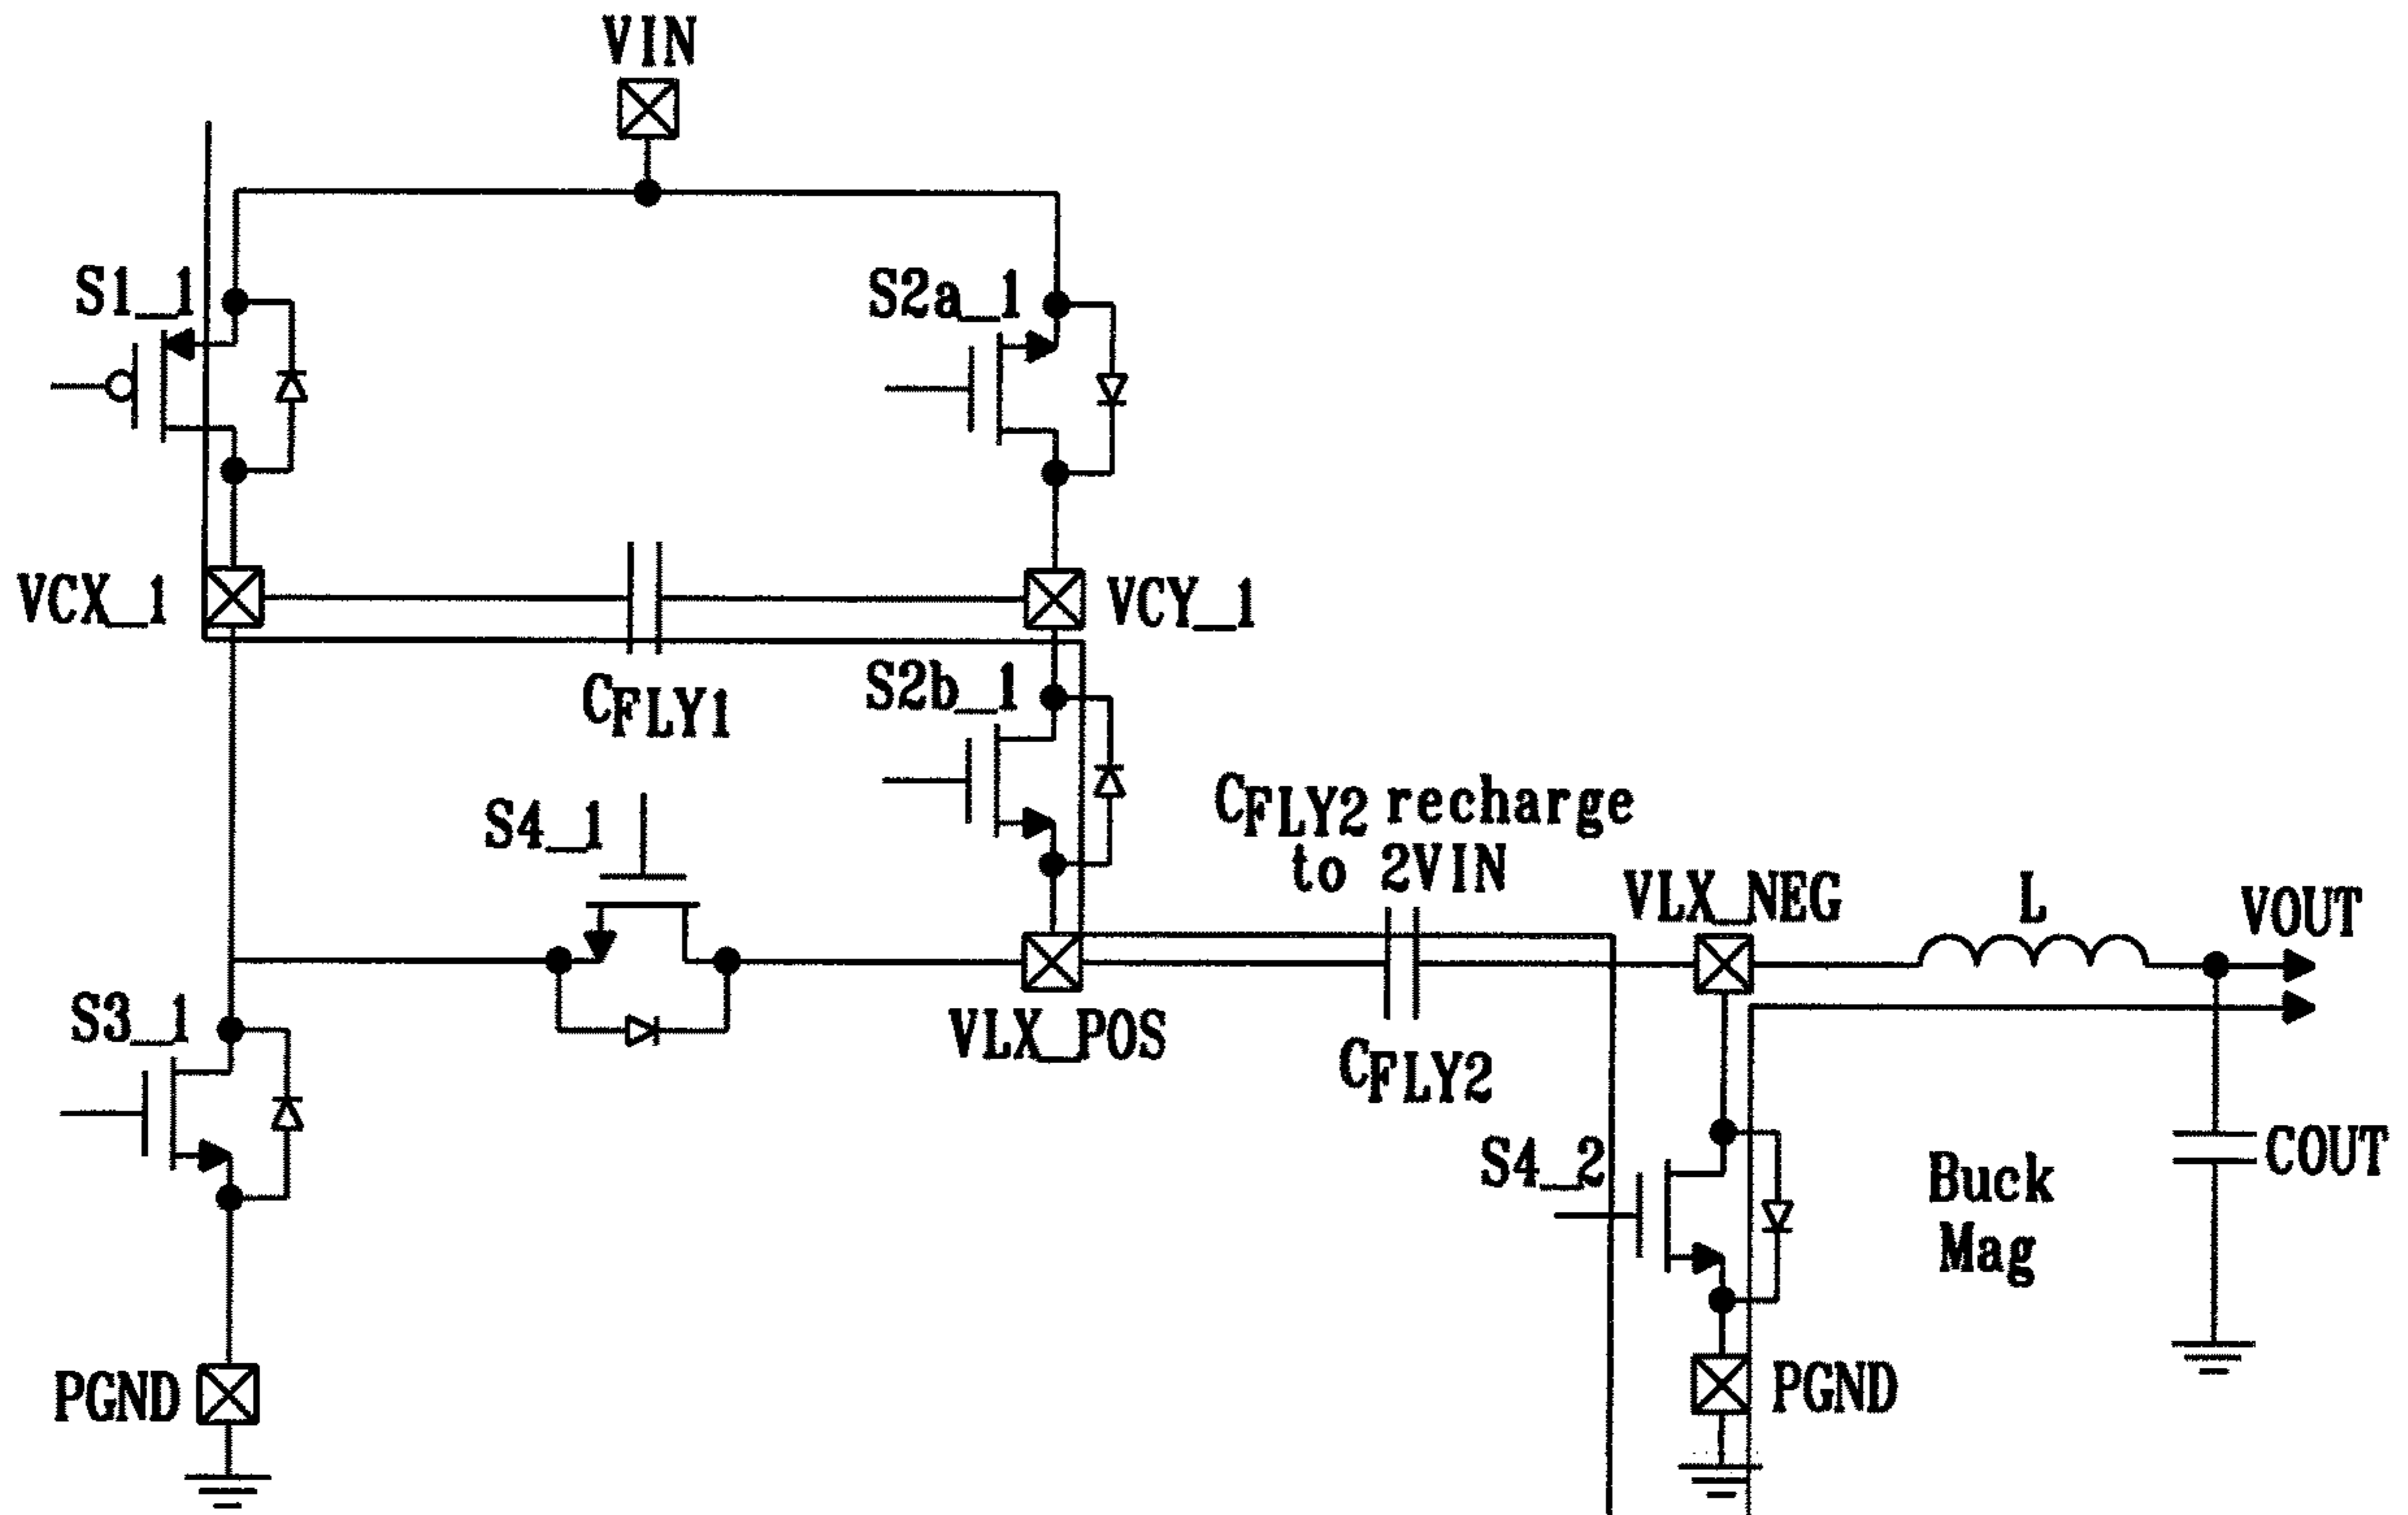 VIN
S1_1
S2a_1
VCX_1
VCY_1
CFLY1
S2b_1
S4_1
CFLY2 recharge
to 2VIN
VLX_NEG
L
VOUT
S3_1
VLX_POS
CFLY2
S4_2
Buck
Mag
COUT
PGND
PGND